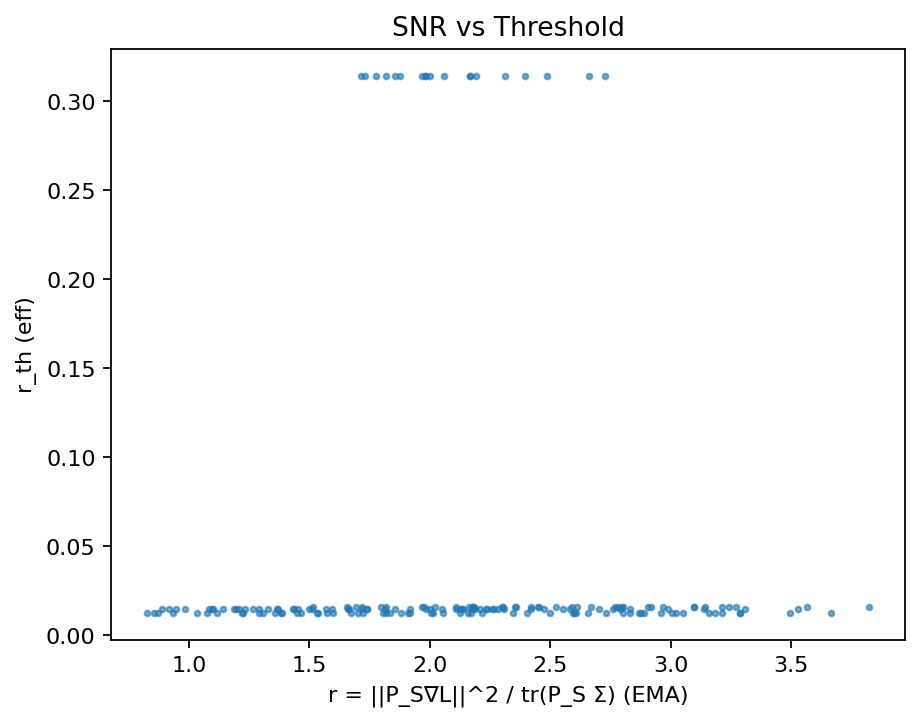 SNR vs Threshold
r_th (eff)
0.30
0.25
0.20
0.15
0.10
0.05
0.00
1.0 1.5 2.0 2.5 3.0 3.5
r = ||P_S∇L||^2 / tr(P_S Σ) (EMA)